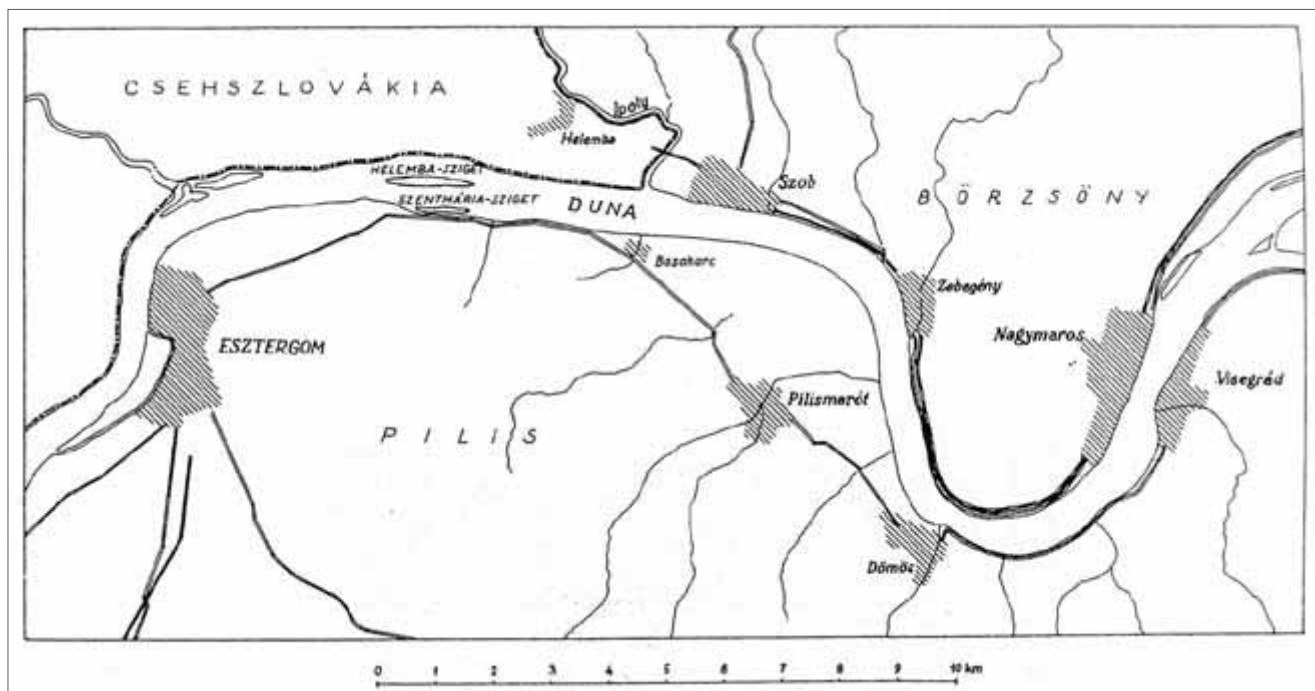 CSEHSZLOVÁKIA
Ipoly
Helemba
HELEMBA-SZIGET
SZENTMÁRIA-SZIGET
DUNA
Szob
BÖRZSÖNY
Basaharc
Zebegény
Nagymaros
ESZTERGOM
Visegrád
Pilismarót
PILIS
Dömös
0 1 2 3 4 5 6 7 8 9 10 km